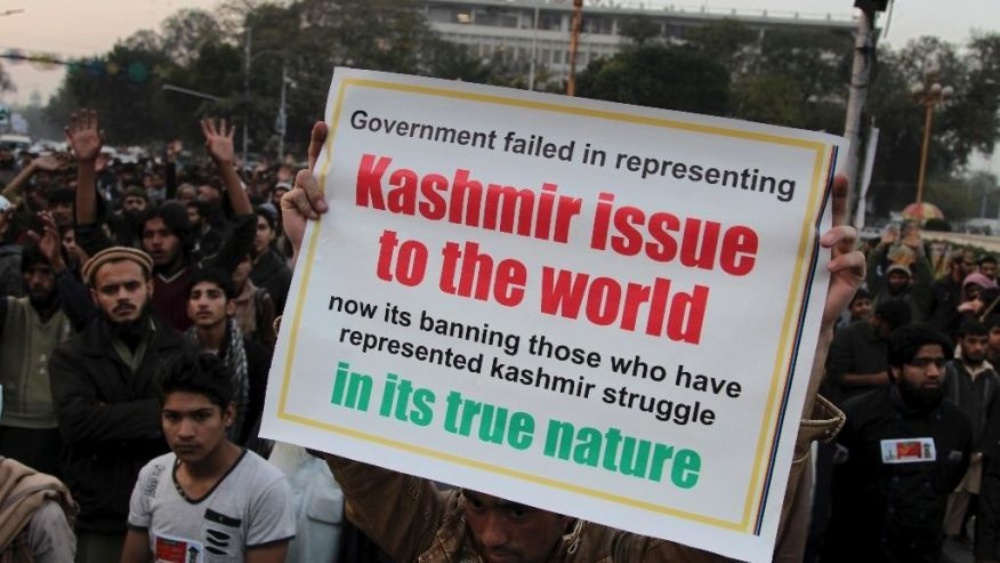 Government failed in representing
Kashmir issue
to the world
now its banning those who have
represented kashmir struggle
in its true nature